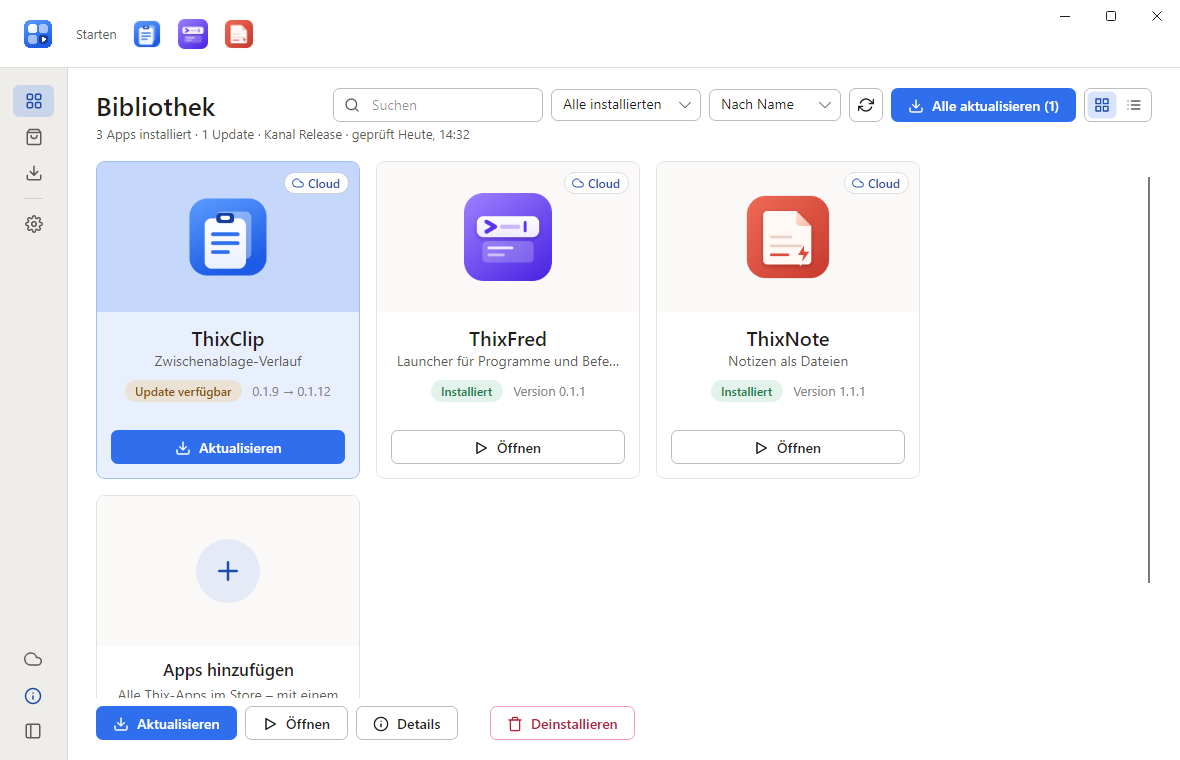 Starten
Bibliothek
Suchen
Alle installierten
Nach Name
Alle aktualisieren (1)
3 Apps installiert · 1 Update · Kanal Release · geprüft Heute, 14:32
Cloud
Cloud
Cloud
ThixClip
Zwischenablage-Verlauf
Update verfügbar 0.1.9 → 0.1.12
Aktualisieren
ThixFred
Launcher für Programme und Befe...
Installiert Version 0.1.1
Öffnen
ThixNote
Notizen als Dateien
Installiert Version 1.1.1
Öffnen
Apps hinzufügen
Alle Thix-Apps im Store – mit einem
Aktualisieren
Öffnen
Details
Deinstallieren